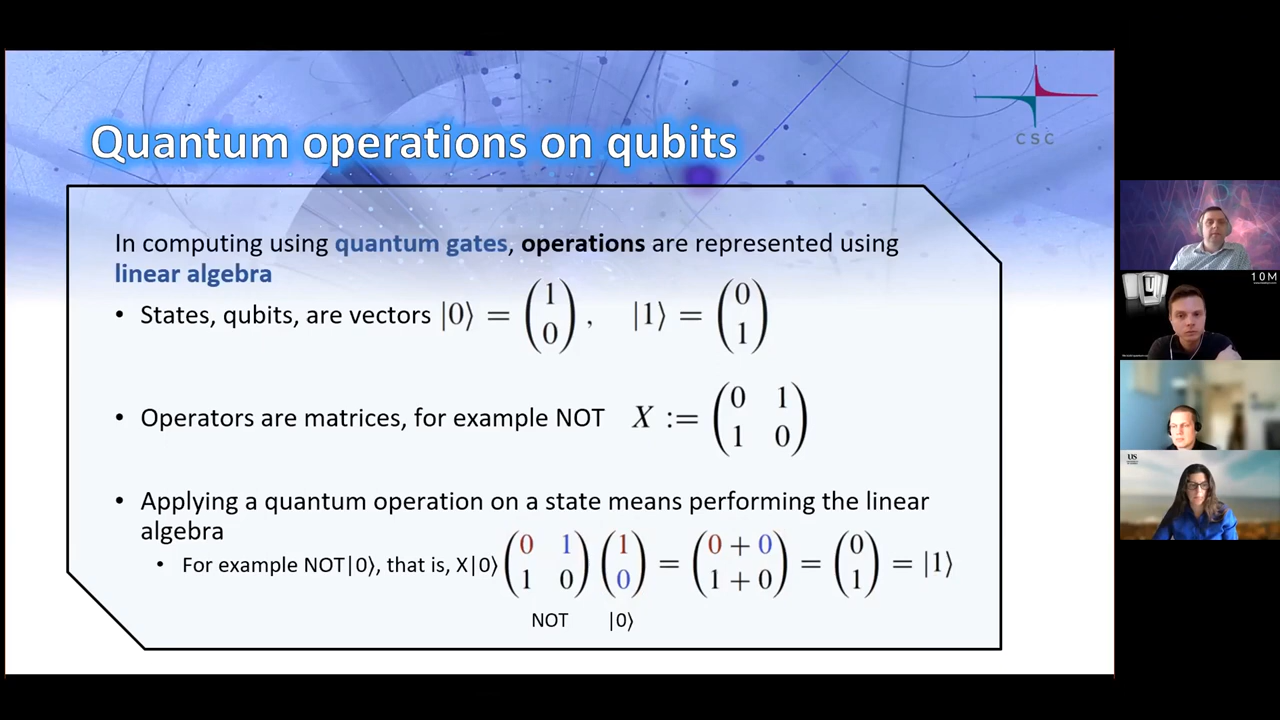 CSC
Quantum operations on qubits
In computing using quantum gates, operations are represented using
linear algebra
• States, qubits, are vectors |0⟩ = (1 0), |1⟩ = (0 1)
• Operators are matrices, for example NOT X := (0 1 1 0)
• Applying a quantum operation on a state means performing the linear
algebra
• For example NOT|0⟩, that is, X|0⟩ (0 1 1 0) (1 0) = (0 + 0 1 + 0) = (0 1) = |1⟩
NOT |0⟩
10M
US